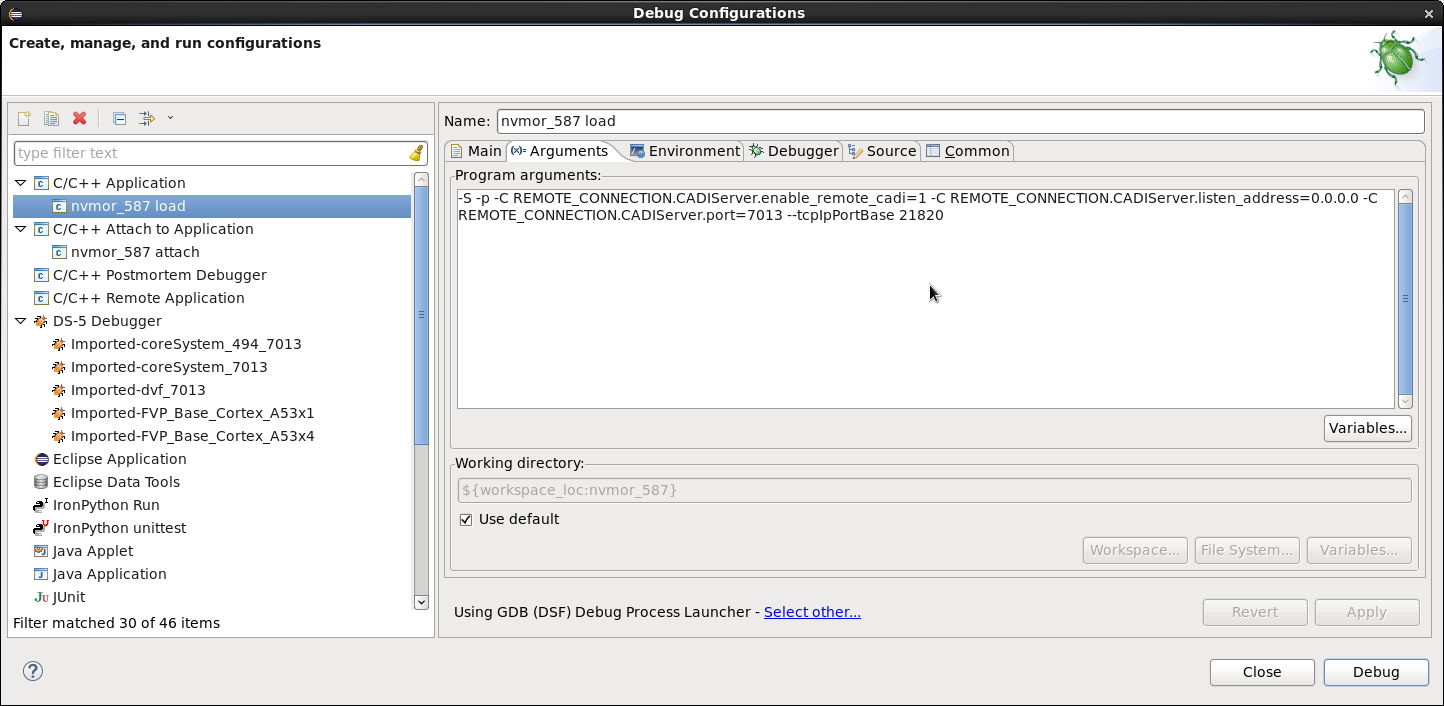 Debug Configurations
Create, manage, and run configurations
type filter text
C/C++ Application
nvmor_587 load
C/C++ Attach to Application
nvmor_587 attach
C/C++ Postmortem Debugger
C/C++ Remote Application
DS-5 Debugger
Imported-coreSystem_494_7013
Imported-coreSystem_7013
Imported-dvf_7013
Imported-FVP_Base_Cortex_A53x1
Imported-FVP_Base_Cortex_A53x4
Eclipse Application
Eclipse Data Tools
IronPython Run
IronPython unittest
Java Applet
Java Application
JUnit
Filter matched 30 of 46 items
Name: nvmor_587 load
Main (x)= Arguments Environment Debugger Source Common
Program arguments:
-S -p -C REMOTE_CONNECTION.CADIServer.enable_remote_cadi=1 -C REMOTE_CONNECTION.CADIServer.listen_address=0.0.0.0 -C
REMOTE_CONNECTION.CADIServer.port=7013 --tcpIpPortBase 21820
Variables...
Working directory:
${workspace_loc:nvmor_587}
Use default
Workspace... File System... Variables...
Using GDB (DSF) Debug Process Launcher - Select other...
Revert Apply
Close Debug